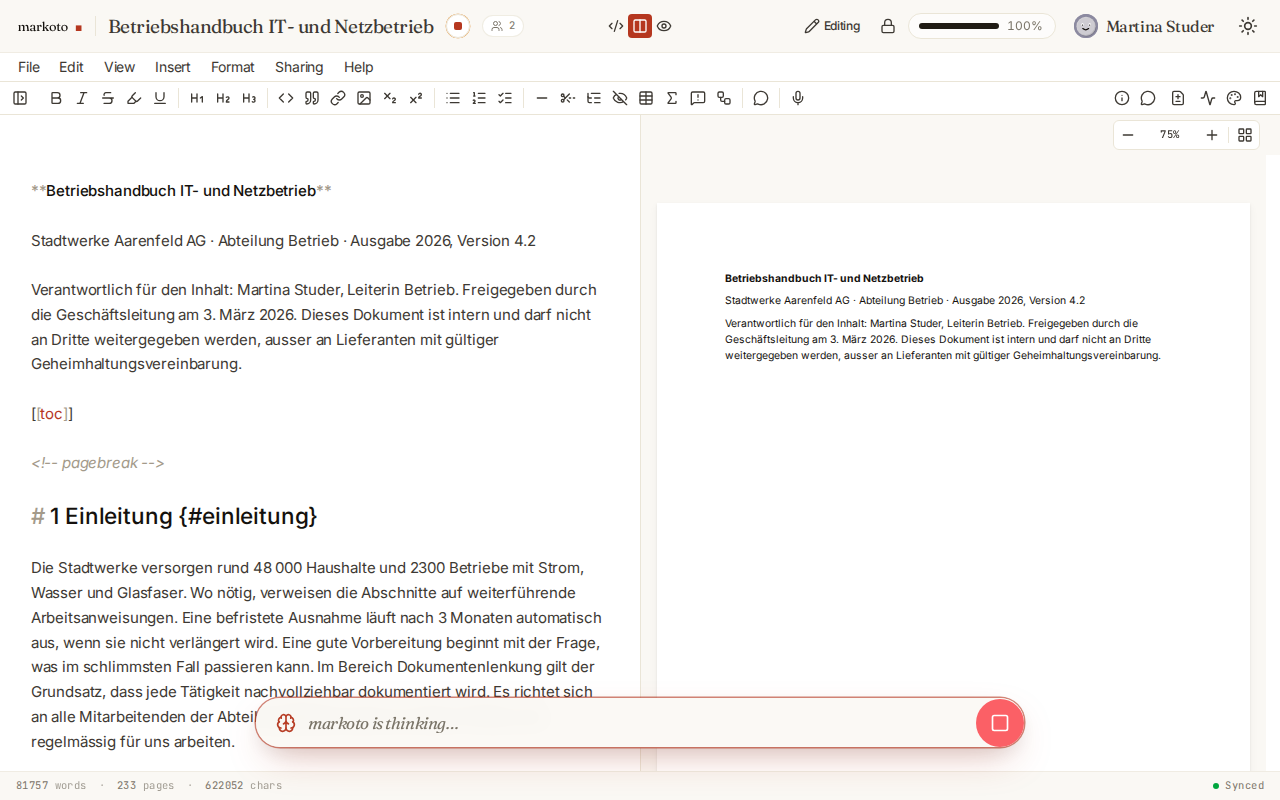 markoto
Betriebshandbuch IT- und Netzbetrieb
2
Editing
100%
Martina Studer
File Edit View Insert Format Sharing Help
B I S U H1 H2 H3 X2 x2
75%
**Betriebshandbuch IT- und Netzbetrieb**
Stadtwerke Aarenfeld AG · Abteilung Betrieb · Ausgabe 2026, Version 4.2
Verantwortlich für den Inhalt: Martina Studer, Leiterin Betrieb. Freigegeben durch
die Geschäftsleitung am 3. März 2026. Dieses Dokument ist intern und darf nicht
an Dritte weitergegeben werden, ausser an Lieferanten mit gültiger
Geheimhaltungsvereinbarung.
[[toc]]
<!-- pagebreak -->
# 1 Einleitung {#einleitung}
Die Stadtwerke versorgen rund 48 000 Haushalte und 2300 Betriebe mit Strom,
Wasser und Glasfaser. Wo nötig, verweisen die Abschnitte auf weiterführende
Arbeitsanweisungen. Eine befristete Ausnahme läuft nach 3 Monaten automatisch
aus, wenn sie nicht verlängert wird. Eine gute Vorbereitung beginnt mit der Frage,
was im schlimmsten Fall passieren kann. Im Bereich Dokumentenlenkung gilt der
Grundsatz, dass jede Tätigkeit nachvollziehbar dokumentiert wird. Es richtet sich
an alle Mitarbeitenden der
regelmässig für uns arbeiten.
Betriebshandbuch IT- und Netzbetrieb
Stadtwerke Aarenfeld AG · Abteilung Betrieb · Ausgabe 2026, Version 4.2
Verantwortlich für den Inhalt: Martina Studer, Leiterin Betrieb. Freigegeben durch die
Geschäftsleitung am 3. März 2026. Dieses Dokument ist intern und darf nicht an Dritte
weitergegeben werden, ausser an Lieferanten mit gültiger Geheimhaltungsvereinbarung.
markoto is thinking...
81757 words · 233 pages · 622052 chars
Synced